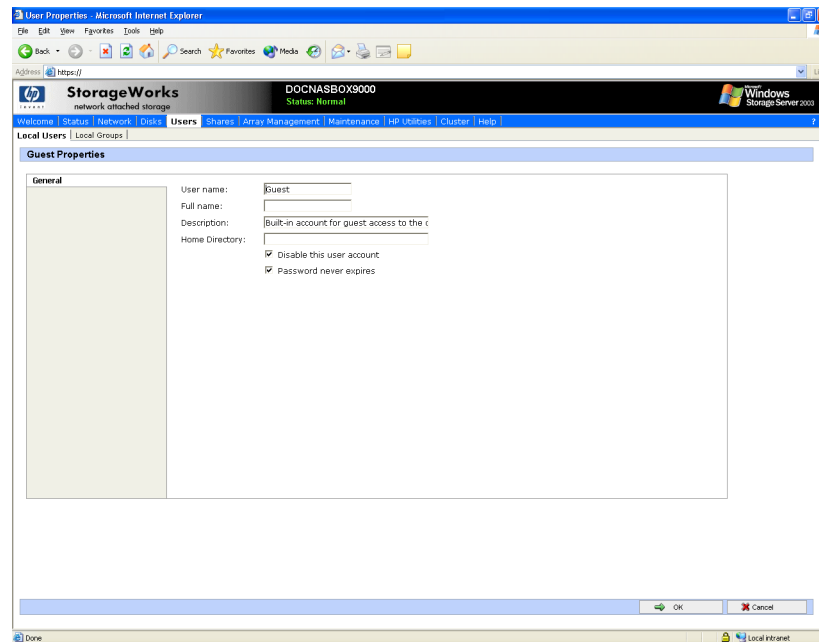 User Properties - Microsoft Internet Explorer
File Edit View Favorites Tools Help
Back Search Favorites Media
Address https://
hp
invent
StorageWorks
network attached storage
DOCNASBOX9000
Status: Normal
Microsoft
Windows
Storage Server 2003
Welcome Status Network Disks Users Shares Array Management Maintenance HP Utilities Cluster Help ?
Local Users Local Groups
Guest Properties
General
User name: Guest
Full name:
Description: Built-in account for guest access to the c
Home Directory:
Disable this user account
Password never expires
OK Cancel
Done Local intranet